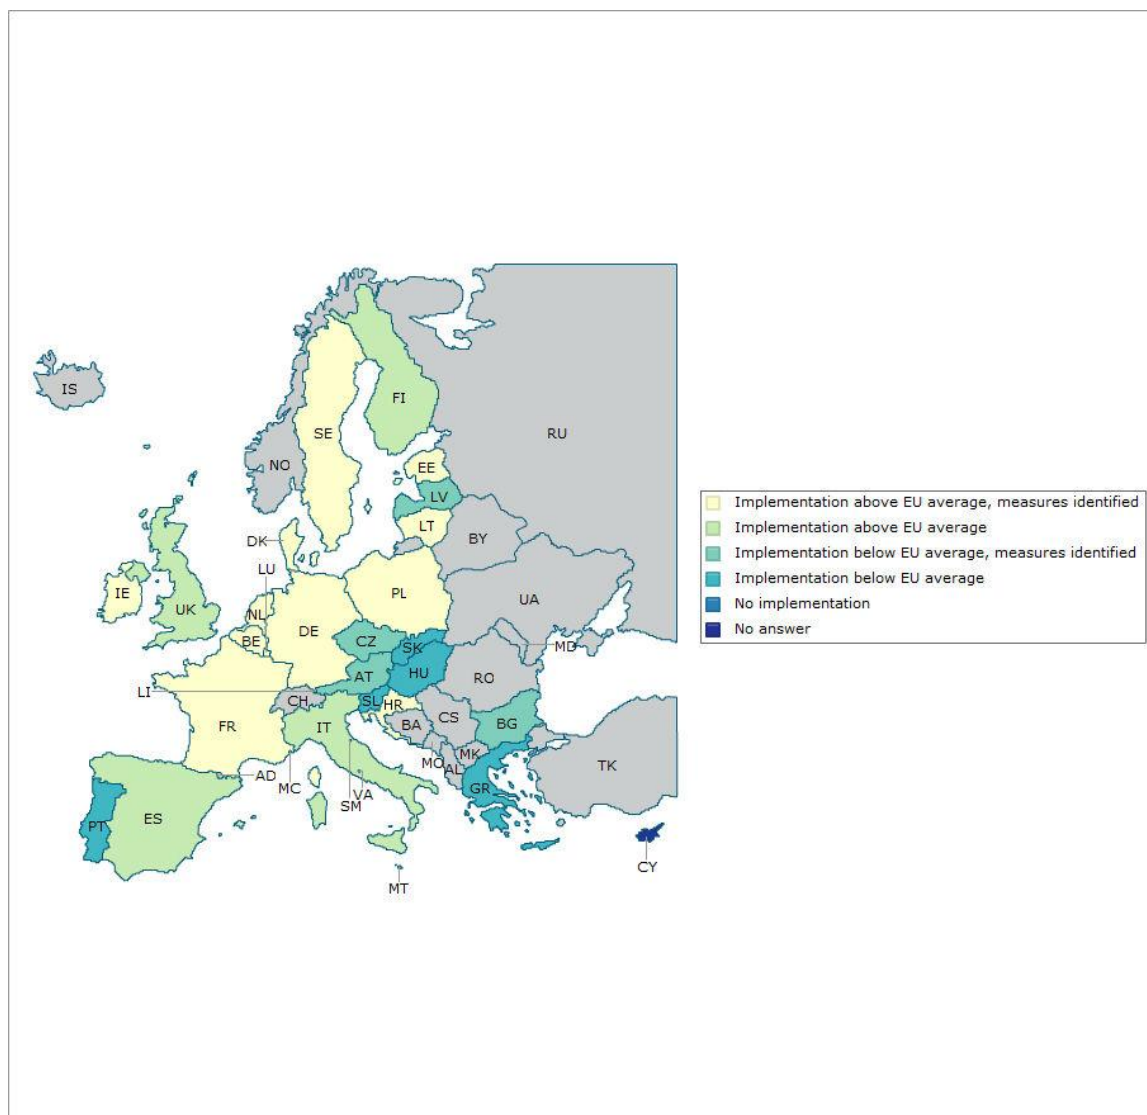 IS
FI
SE
RU
NO
EE
LV
LT
DK
BY
LU
IE
PL
UK
NL
UA
DE
BE
CZ
SK
MD
AT
HU
RO
LI
CH
SL
HR
FR
IT
BA
CS
BG
MO
MK
AL
TK
AD
MC
SM
VA
GR
PT
ES
CY
MT
Implementation above EU average, measures identified
Implementation above EU average
Implementation below EU average, measures identified
Implementation below EU average
No implementation
No answer